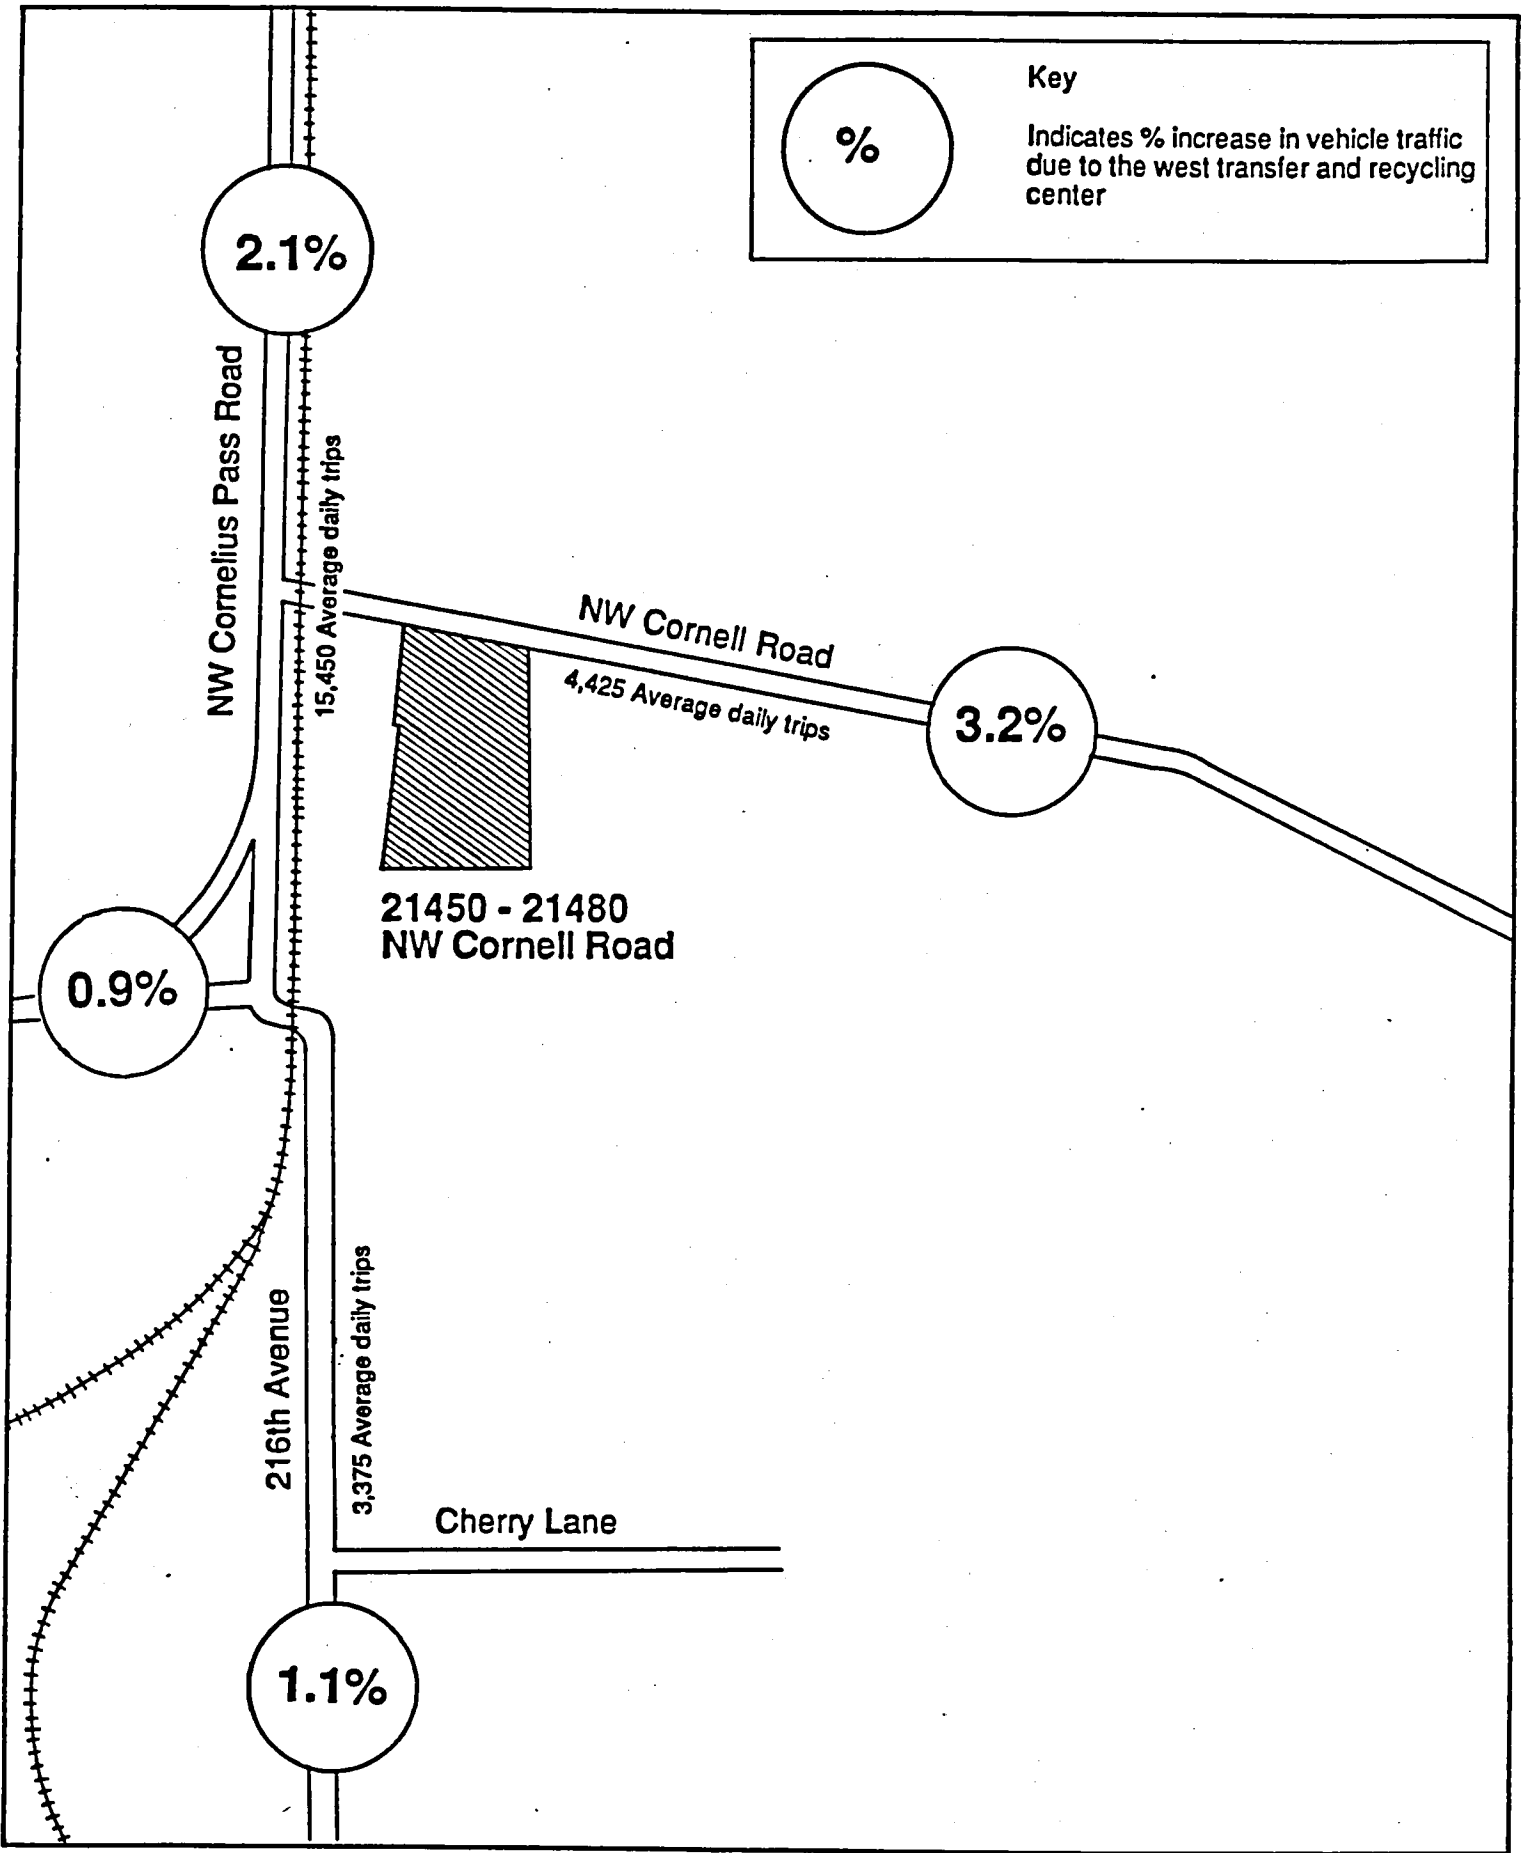 Key
%
Indicates % increase in vehicle traffic
due to the west transfer and recycling
center
2.1%
NW Cornelius Pass Road
15,450 Average daily trips
NW Cornell Road
4,425 Average daily trips
3.2%
21450 - 21480
NW Cornell Road
0.9%
216th Avenue
3,375 Average daily trips
Cherry Lane
1.1%